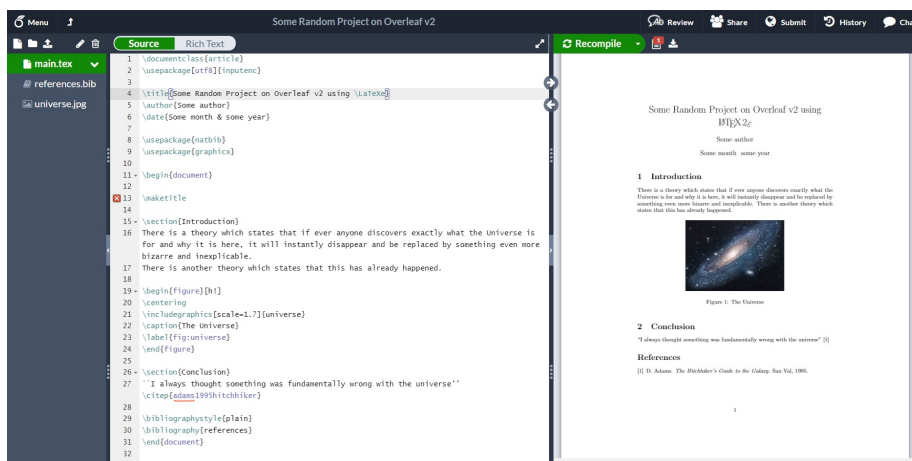 Menu
Some Random Project on Overleaf v2
Review
Share
Submit
History
Cha
Source
Rich Text
Recompile
main.tex
references.bib
universe.jpg
1 \documentclass{article}
2 \usepackage[utf8]{inputenc}
3
4 \title{Some Random Project on Overleaf v2 using \LaTeXe}
5 \author{Some author}
6 \date{Some month & some year}
7
8 \usepackage{natbib}
9 \usepackage{graphicx}
10
11 \begin{document}
12
13 \maketitle
14
15 \section{Introduction}
16 There is a theory which states that if ever anyone discovers exactly what the Universe is
for and why it is here, it will instantly disappear and be replaced by something even more
bizarre and inexplicable.
17 There is another theory which states that this has already happened.
18
19 \begin{figure}[h!]
20 \centering
21 \includegraphics[scale=1.7]{universe}
22 \caption{The Universe}
23 \label{fig:universe}
24 \end{figure}
25
26 \section{Conclusion}
27 ``I always thought something was fundamentally wrong with the universe''
\citep{adams1995hitchhiker}
28
29 \bibliographystyle{plain}
30 \bibliography{references}
31 \end{document}
32
Some Random Project on Overleaf v2 using
LATEX 2ε
Some author
Some month some year
1 Introduction
There is a theory which states that if ever anyone discovers exactly what the
Universe is for and why it is here, it will instantly disappear and be replaced by
something even more bizarre and inexplicable. There is another theory which
states that this has already happened.
Figure 1: The Universe
2 Conclusion
"I always thought something was fundamentally wrong with the universe" [1]
References
[1] D. Adams. The Hitchhiker's Guide to the Galaxy. San Val, 1995.
1